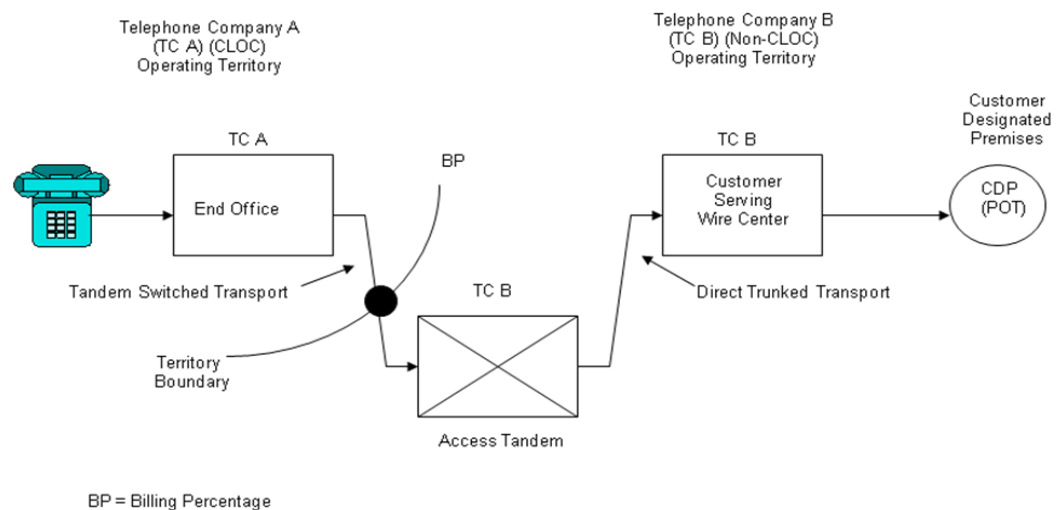 Telephone Company A
(TC A) (CLOC)
Operating Territory
Telephone Company B
(TC B) (Non-CLOC)
Operating Territory
Customer
Designated
Premises
TC A
BP
TC B
End Office
Customer
Serving
Wire Center
CDP
(POT)
Tandem Switched Transport
TC B
Direct Trunked Transport
Territory
Boundary
Access Tandem
BP = Billing Percentage